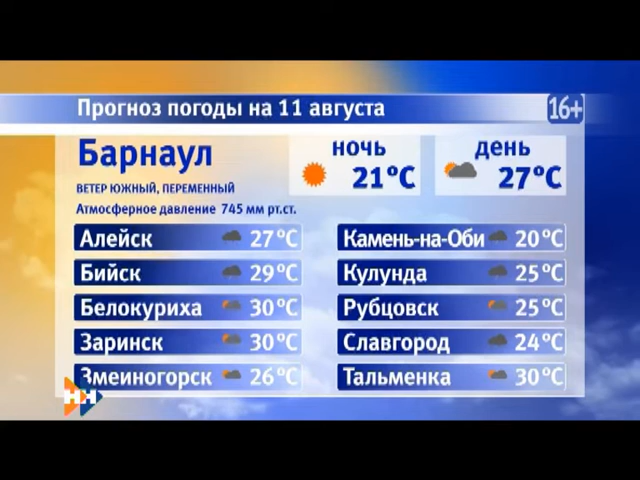 Прогноз погоды на 11 августа
16+
Барнаул
ВЕТЕР ЮЖНЫЙ, ПЕРЕМЕННЫЙ
Атмосферное давление 745 мм рт.ст.
ночь
21°C
день
27°C
Алейск 27°C
Бийск 29°C
Белокуриха 30°C
Заринск 30°C
Змеиногорск 26°C
Камень-на-Оби 20°C
Кулунда 25°C
Рубцовск 25°C
Славгород 24°C
Тальменка 30°C
НН